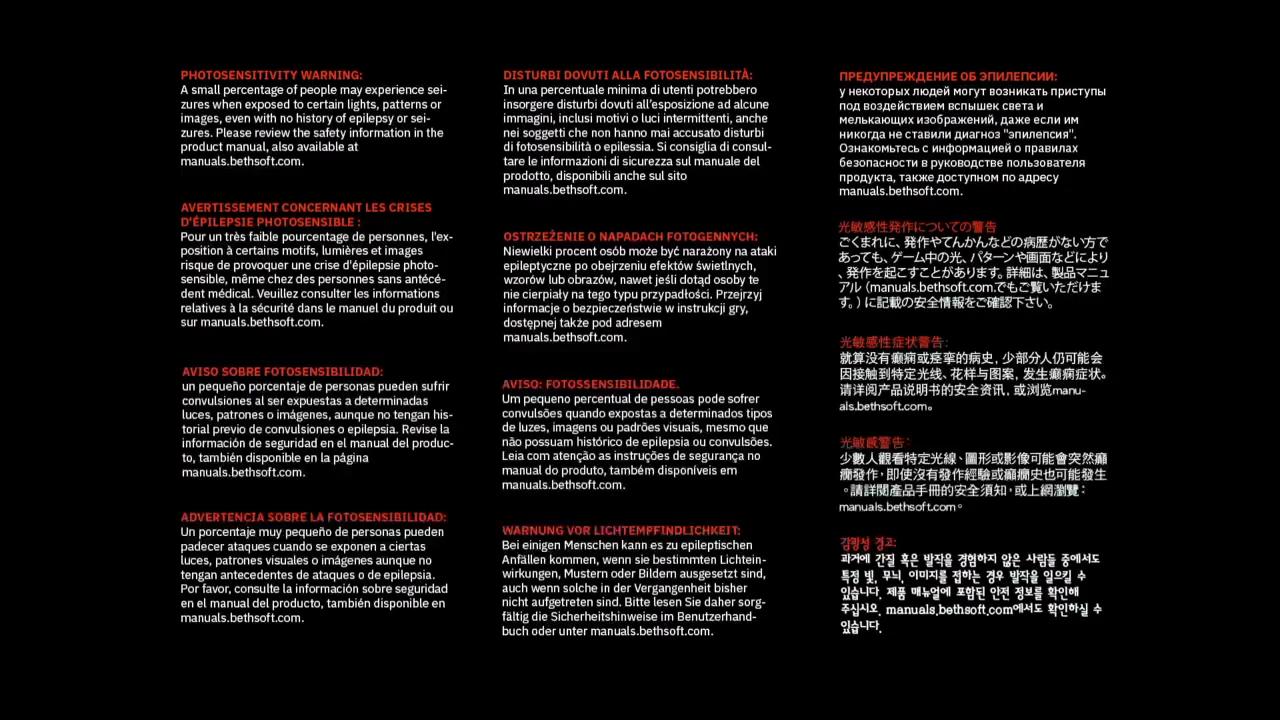 PHOTOSENSITIVITY WARNING:
A small percentage of people may experience sei-
zures when exposed to certain lights, patterns or
images, even with no history of epilepsy or sei-
zures. Please review the safety information in the
product manual, also available at
manuals.bethsoft.com.
AVERTISSEMENT CONCERNANT LES CRISES
D'ÉPILEPSIE PHOTOSENSIBLE :
Pour un très faible pourcentage de personnes, l'ex-
position à certains motifs, lumières et images
risque de provoquer une crise d'épilepsie photo-
sensible, même chez des personnes sans antécé-
dent médical. Veuillez consulter les informations
relatives à la sécurité dans le manuel du produit ou
sur manuals.bethsoft.com.
AVISO SOBRE FOTOSENSIBILIDAD:
un pequeño porcentaje de personas pueden sufrir
convulsiones al ser expuestas a determinadas
luces, patrones o imágenes, aunque no tengan his-
torial previo de convulsiones o epilepsia. Revise la
información de seguridad en el manual del produc-
to, también disponible en la página
manuals.bethsoft.com.
ADVERTENCIA SOBRE LA FOTOSENSIBILIDAD:
Un porcentaje muy pequeño de personas pueden
padecer ataques cuando se exponen a ciertas
luces, patrones visuales o imágenes aunque no
tengan antecedentes de ataques o de epilepsia.
Por favor, consulte la información sobre seguridad
en el manual del producto, también disponible en
manuals.bethsoft.com.
DISTURBI DOVUTI ALLA FOTOSENSIBILITÀ:
In una percentuale minima di utenti potrebbero
insorgere disturbi dovuti all'esposizione ad alcune
immagini, inclusi motivi o luci intermittenti, anche
nei soggetti che non hanno mai accusato disturbi
di fotosensibilità o epilessia. Si consiglia di consul-
tare le informazioni di sicurezza sul manuale del
prodotto, disponibili anche sul sito
manuals.bethsoft.com.
OSTRZEŻENIE O NAPADACH FOTOGENNYCH:
Niewielki procent osób może być narażony na ataki
epileptyczne po obejrzeniu efektów świetlnych,
wzorów lub obrazów, nawet jeśli dotąd osoby te
nie cierpiały na tego typu przypadłości. Przejrzyj
informacje o bezpieczeństwie w instrukcji gry,
dostępnej także pod adresem
manuals.bethsoft.com.
AVISO: FOTOSSENSIBILIDADE.
Um pequeno percentual de pessoas pode sofrer
convulsões quando expostas a determinados tipos
de luzes, imagens ou padrões visuais, mesmo que
não possuam histórico de epilepsia ou convulsões.
Leia com atenção as instruções de segurança no
manual do produto, também disponíveis em
manuals.bethsoft.com.
WARNUNG VOR LICHTEMPFINDLICHKEIT:
Bei einigen Menschen kann es zu epileptischen
Anfällen kommen, wenn sie bestimmten Lichtein-
wirkungen, Mustern oder Bildern ausgesetzt sind,
auch wenn solche in der Vergangenheit bisher
nicht aufgetreten sind. Bitte lesen Sie daher sorg-
fältig die Sicherheitshinweise im Benutzerhand-
buch oder unter manuals.bethsoft.com.
ПРЕДУПРЕЖДЕНИЕ ОБ ЭПИЛЕПСИИ:
у некоторых людей могут возникать приступы
под воздействием вспышек света и
мелькающих изображений, даже если им
никогда не ставили диагноз "эпилепсия".
Ознакомьтесь с информацией о правилах
безопасности в руководстве пользователя
продукта, также доступном по адресу
manuals.bethsoft.com.
光敏感性発作についての警告
ごくまれに、発作やてんかんなどの病歴がない方で
あっても、ゲーム中の光、パターンや画面などにより
、発作を起こすことがあります。詳細は、製品マニュ
アル（manuals.bethsoft.comでもご覧いただけま
す。）に記載の安全情報をご確認下さい。
光敏感性症状警告：
就算没有癫痫或痉挛的病史，少部分人仍可能会
因接触到特定光线、花样与图案，发生癫痫症状。
请详阅产品说明书的安全资讯，或浏览manu-
als.bethsoft.com。
光敏感警告：
少數人觀看特定光線、圖形或影像可能會突然癲
癇發作，即使沒有發作經驗或癲癇史也可能發生
。請詳閱產品手冊的安全須知，或上網瀏覽：
manuals.bethsoft.com。
감광성 경고:
과거에 간질 혹은 발작을 경험하지 않은 사람들 중에서도
특정 빛, 무늬, 이미지를 접하는 경우 발작을 일으킬 수
있습니다. 제품 매뉴얼에 포함된 안전 정보를 확인해
주십시오. manuals.bethsoft.com에서도 확인하실 수
있습니다.